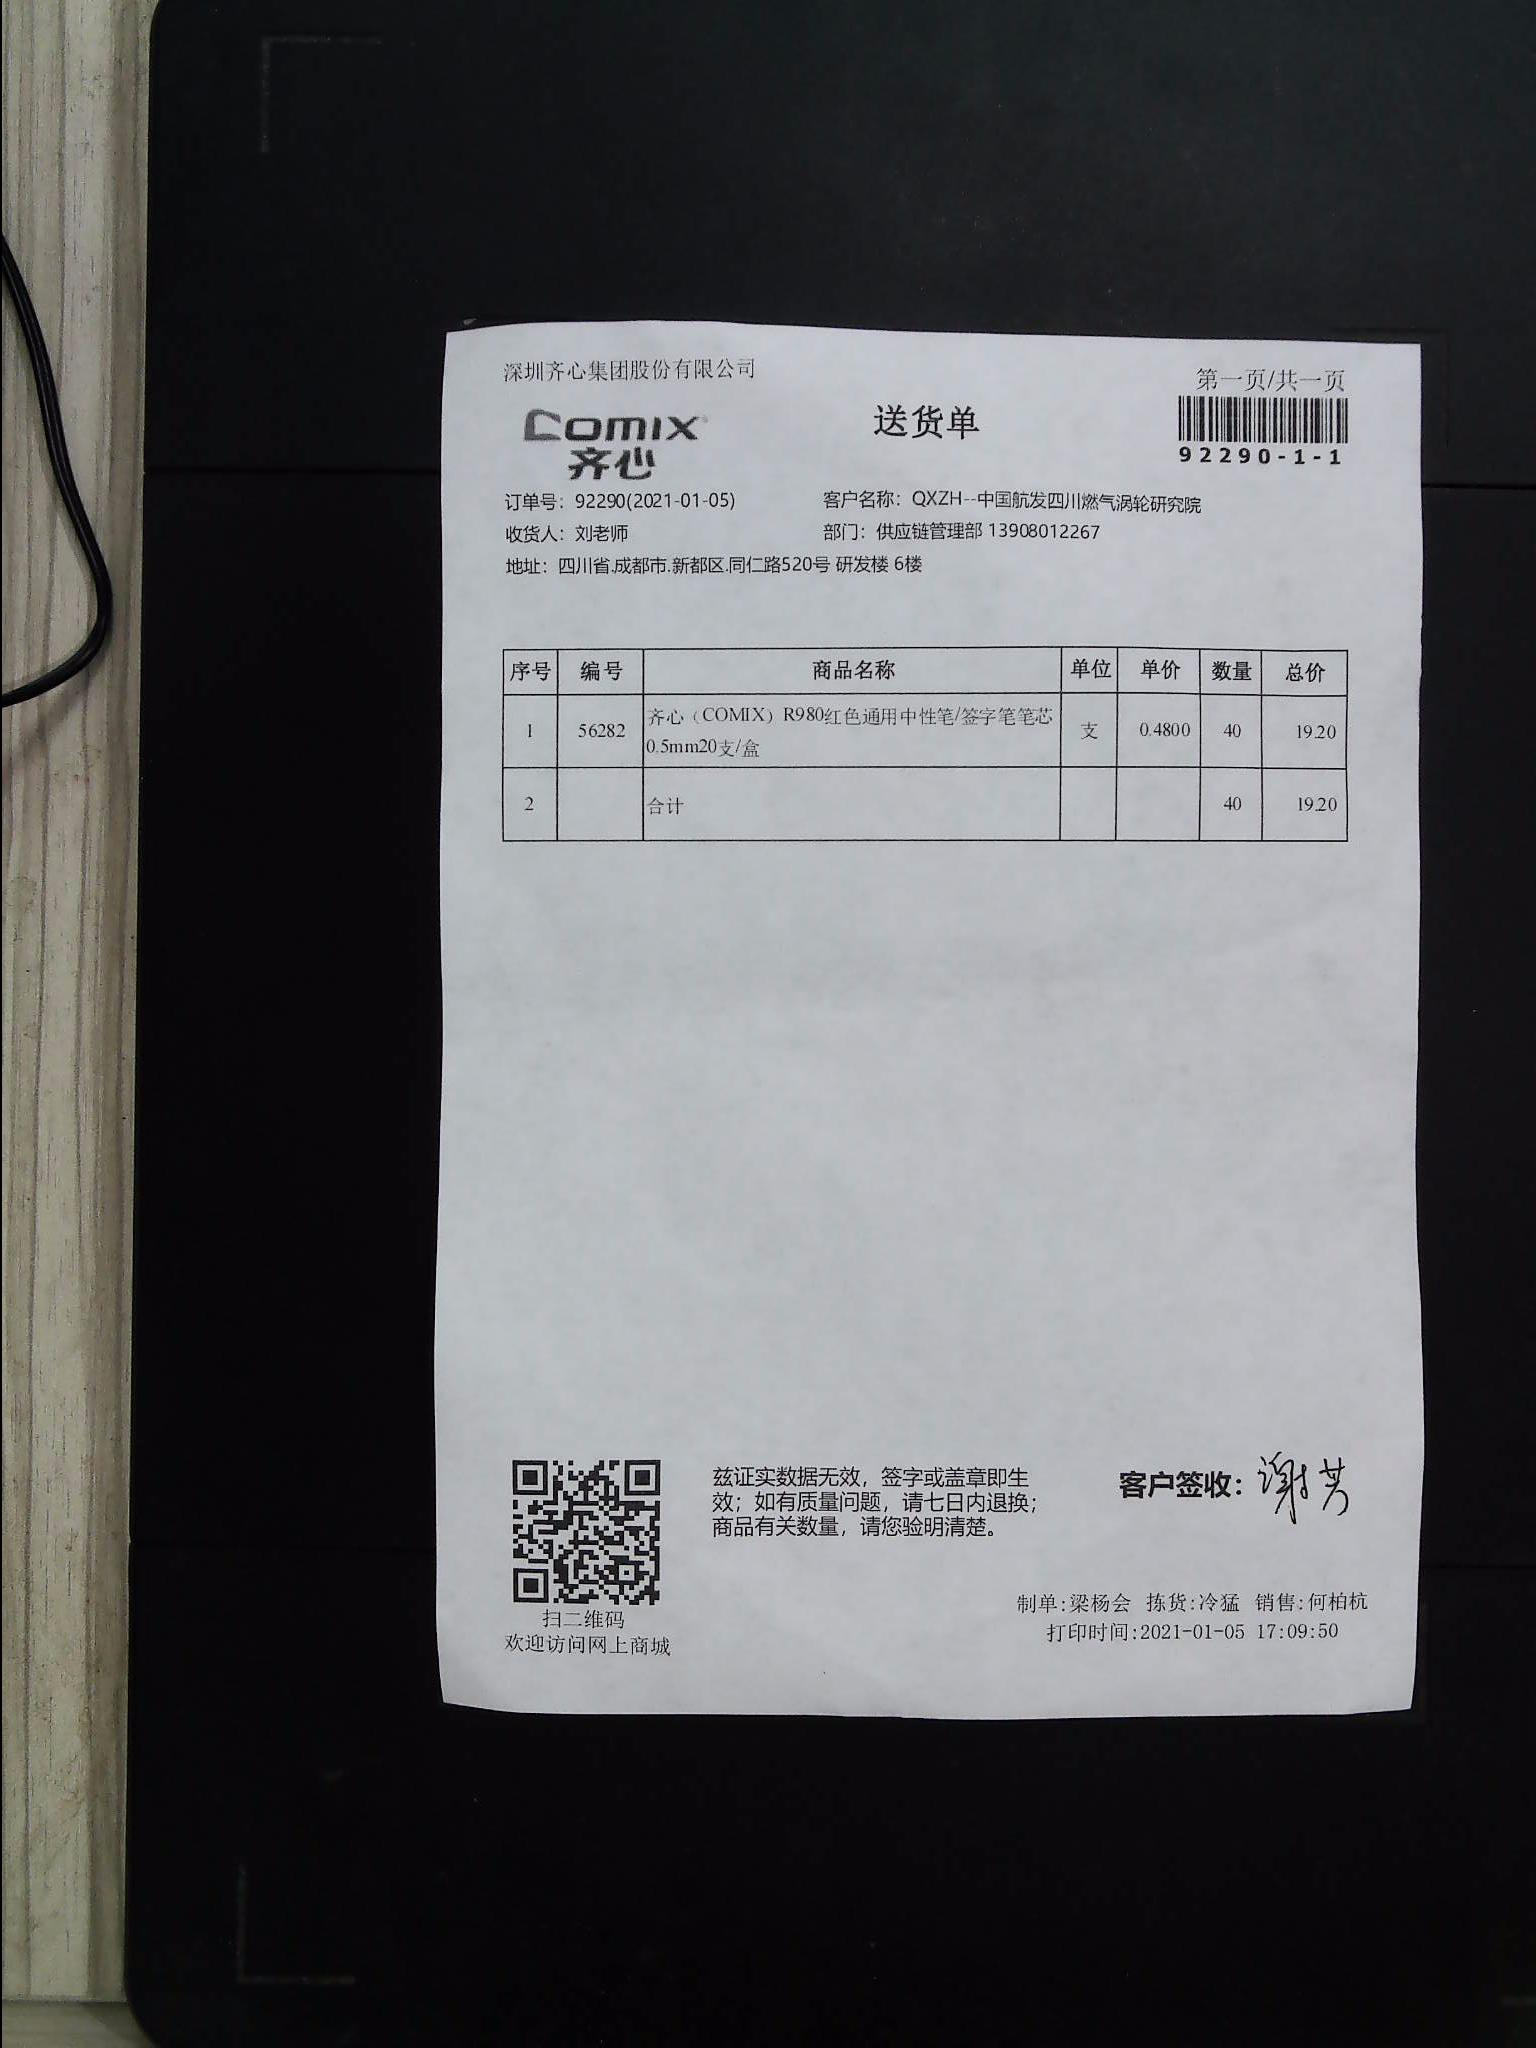 深圳齐心集团股份有限公司
第一页/共一页
COMIX
齐心
送货单
92290-1-1
订单号：92290(2021-01-05) 客户名称：QXZH--中国航发四川燃气涡轮研究院
收货人：刘老师 部门：供应链管理部 13908012267
地址：四川省.成都市.新都区.同仁路520号 研发楼 6楼
序号 编号 商品名称 单位 单价 数量 总价
1 56282 齐心（COMIX）R980红色通用中性笔/签字笔笔芯 支 0.4800 40 19.20
0.5mm20支/盒
2 合计 40 19.20
兹证实数据无效，签字或盖章即生
效；如有质量问题，请七日内退换；
商品有关数量，请您验明清楚。
客户签收：谢芳
扫二维码
欢迎访问网上商城
制单:梁杨会 拣货:冷猛 销售:何柏杭
打印时间:2021-01-05 17:09:50